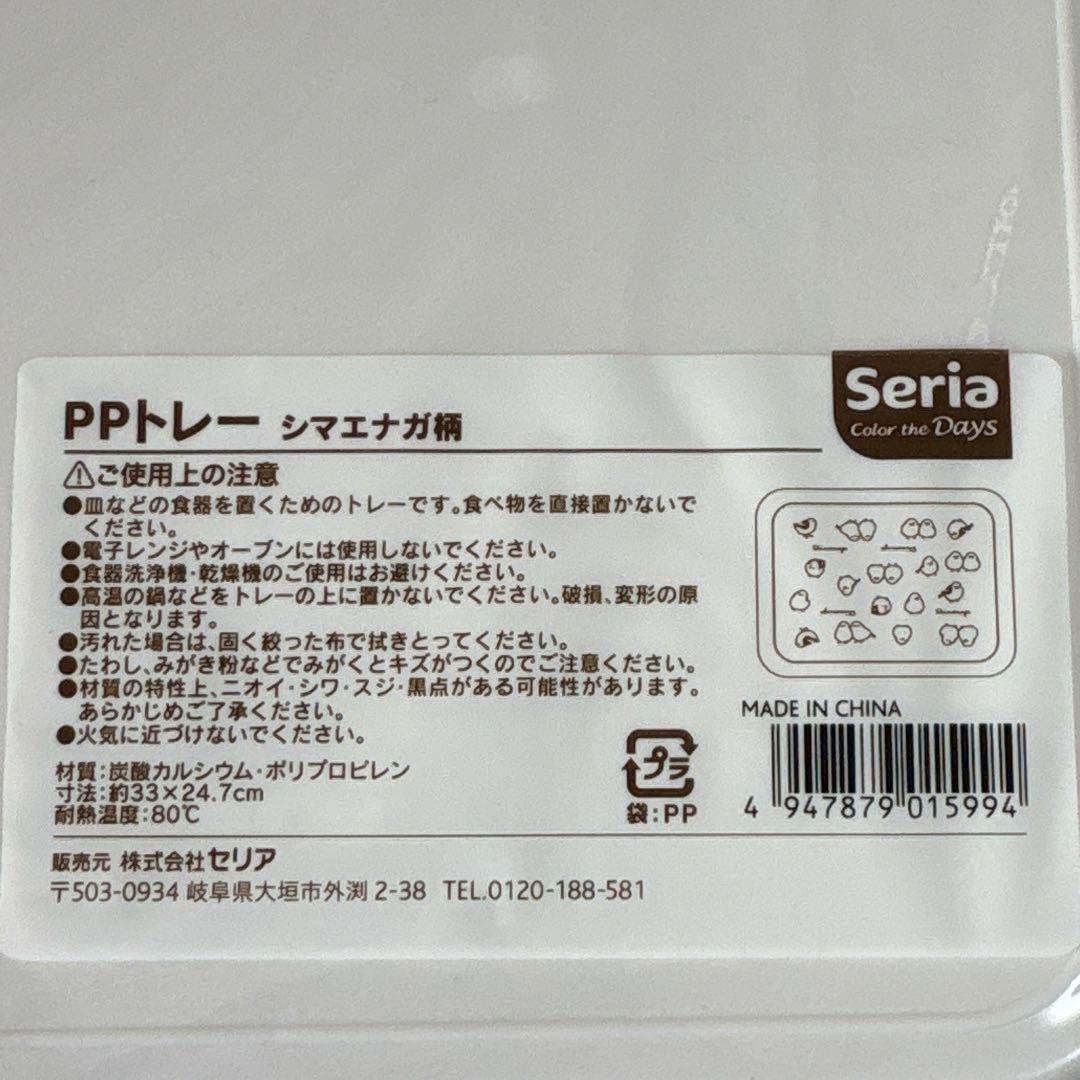 PPトレー シマエナガ柄
Seria
Color the Days
⚠ご使用上の注意
●皿などの食器を置くためのトレーです。食べ物を直接置かないで
ください。
●電子レンジやオーブンには使用しないでください。
●食器洗浄機・乾燥機のご使用はお避けください。
●高温の鍋などをトレーの上に置かないでください。破損、変形の原
因となります。
●汚れた場合は、固く絞った布で拭きとってください。
●たわし、みがき粉などでみがくとキズがつくのでご注意ください。
●材質の特性上、ニオイ・シワ・スジ・黒点がある可能性があります。
あらかじめご了承ください。
●火気に近づけないでください。
材質：炭酸カルシウム・ポリプロピレン
寸法：約33×24.7cm
耐熱温度：80℃
プラ
袋：PP
MADE IN CHINA
4 947879 015994
販売元 株式会社セリア
〒503-0934 岐阜県大垣市外渕 2-38 TEL.0120-188-581